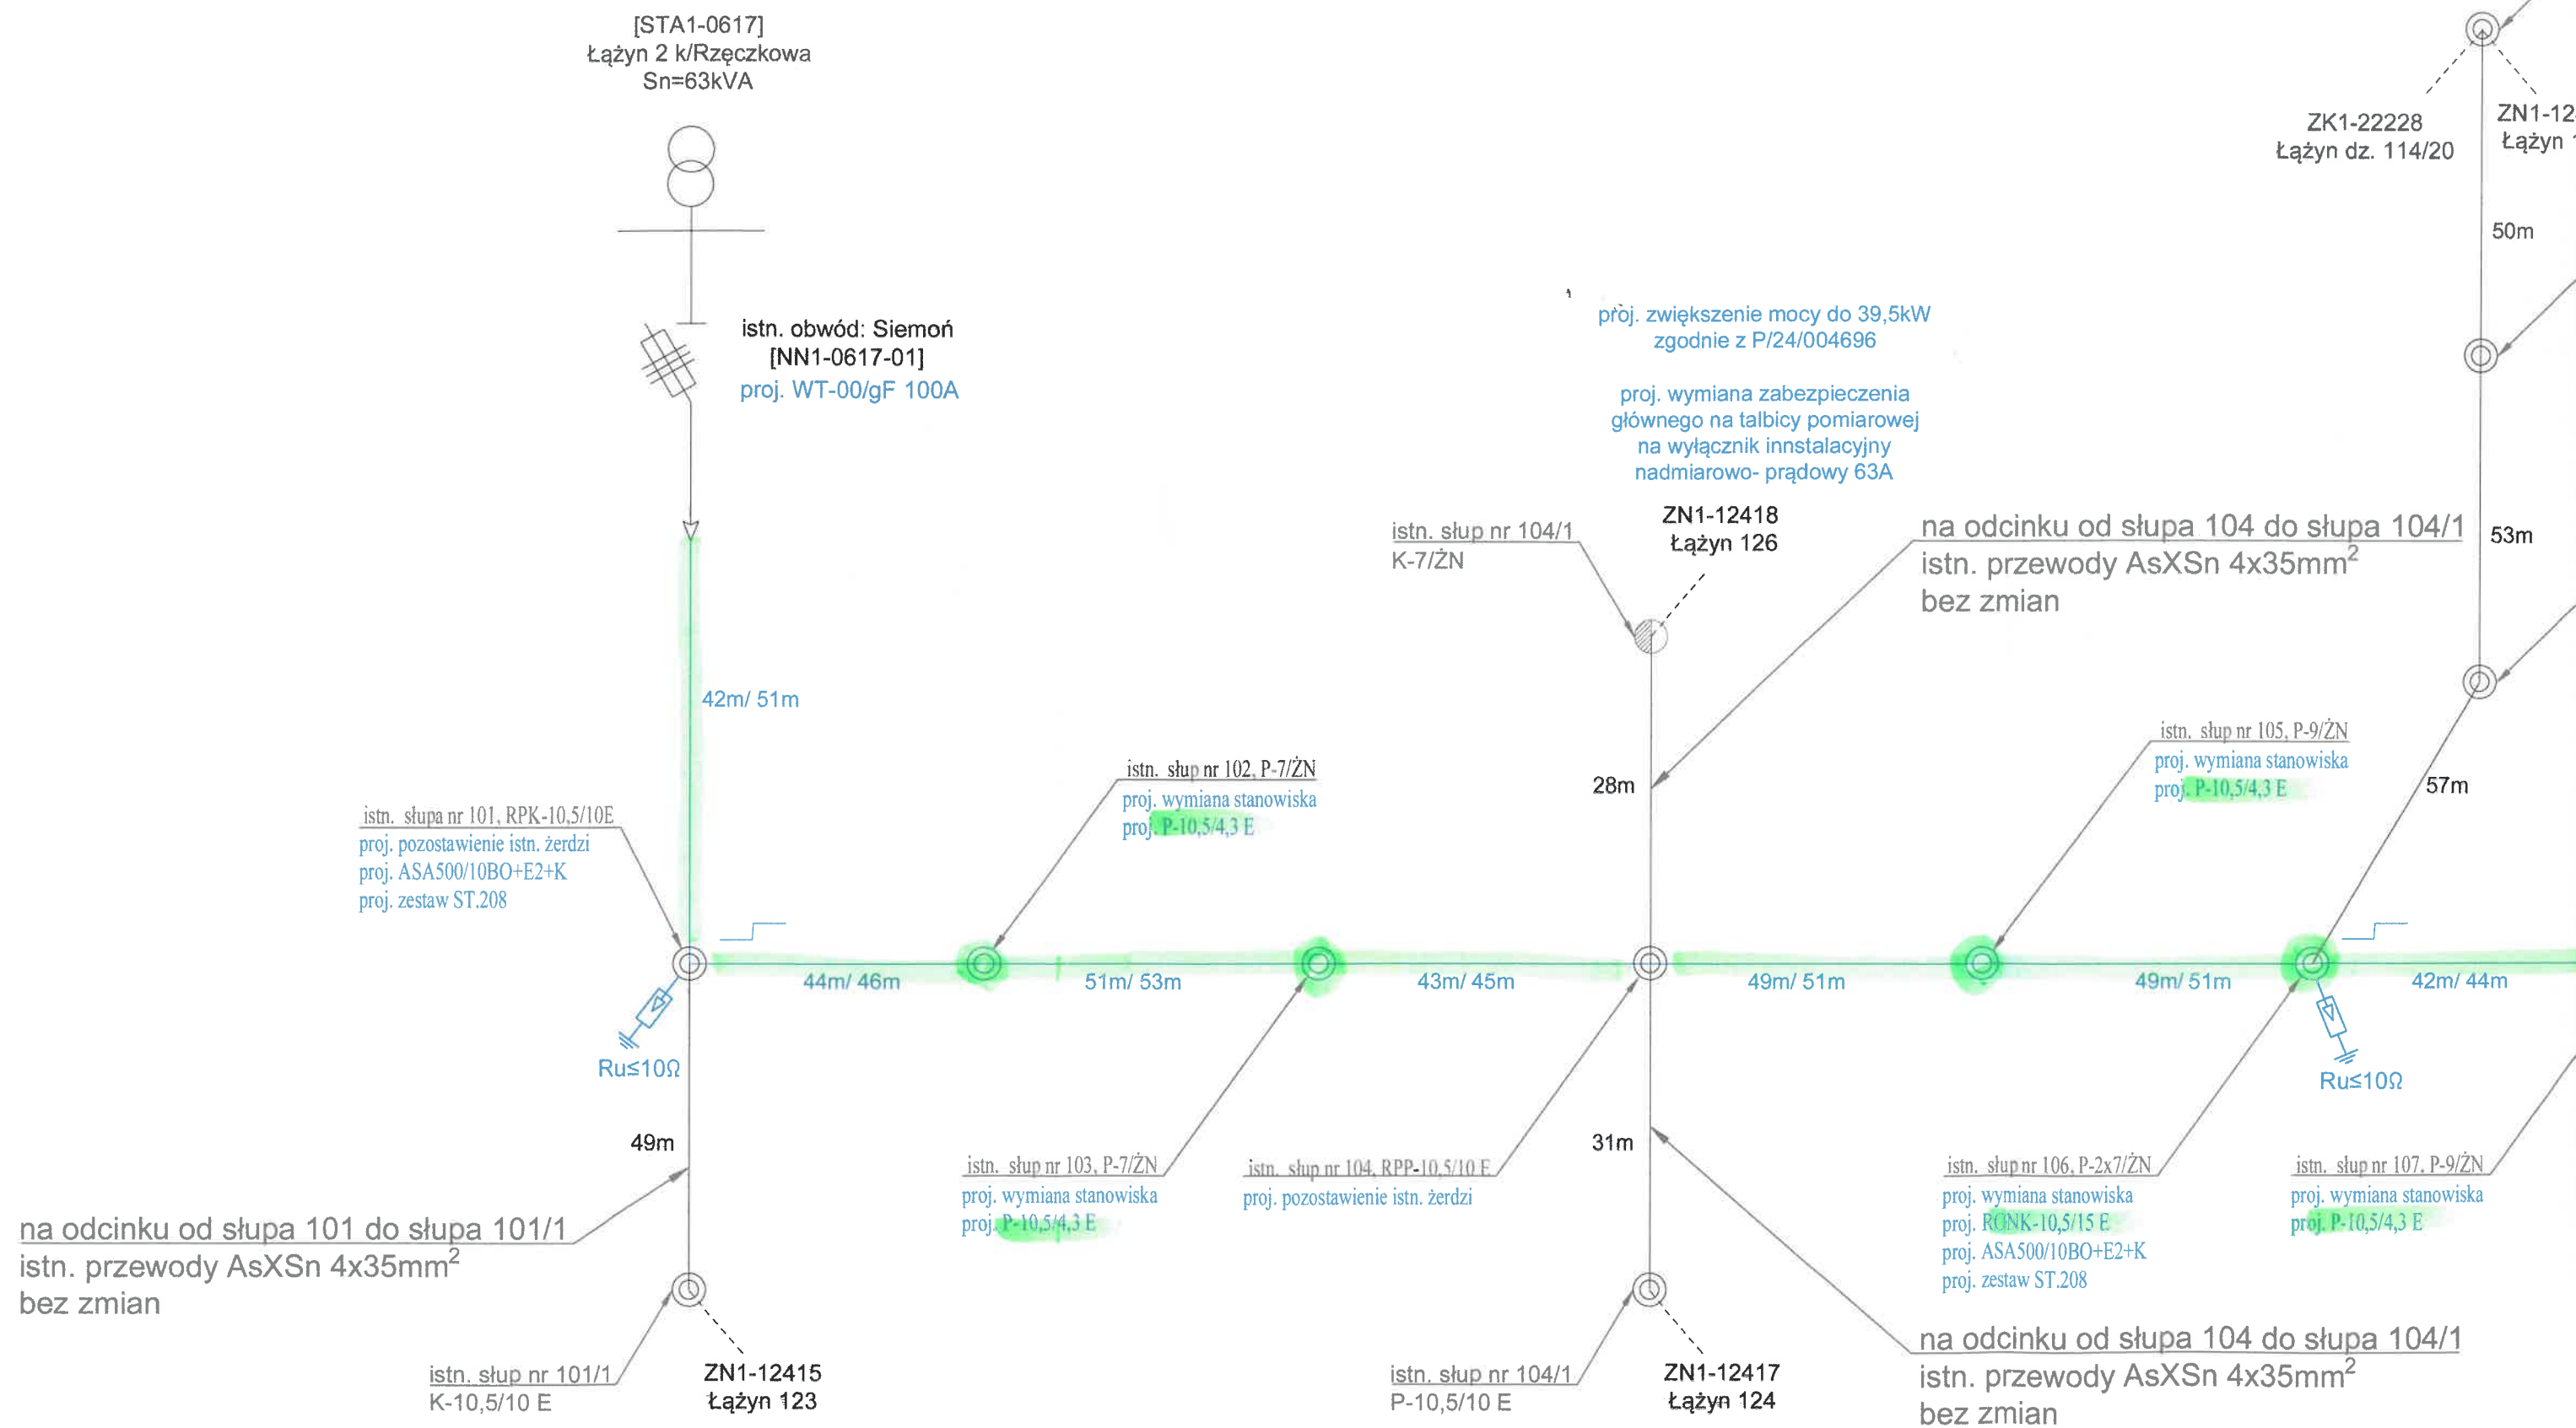 [STA1-0617]
Łążyn 2 k/Rzęczkowa
Sn=63kVA
istn. obwód: Siemoń
[NN1-0617-01]
proj. WT-00/gF 100A
proj. zwiększenie mocy do 39,5kW
zgodnie z P/24/004696
proj. wymiana zabezpieczenia
głównego na talbicy pomiarowej
na wyłącznik innstalacyjny
nadmiarowo- prądowy 63A
ZN1-12418
Łążyn 126
istn. słup nr 104/1
K-7/ŻN
na odcinku od słupa 104 do słupa 104/1
istn. przewody AsXSn 4x35mm²
bez zmian
ZK1-22228
Łążyn dz. 114/20
ZN1-12
Łążyn 1
50m
53m
57m
42m/ 51m
istn. słupa nr 101, RPK-10,5/10E
proj. pozostawienie istn. żerdzi
proj. ASA500/10BO+E2+K
proj. zestaw ST.208
istn. słup nr 102, P-7/ŻN
proj. wymiana stanowiska
proj. P-10,5/4,3 E
28m
istn. słup nr 105, P-9/ŻN
proj. wymiana stanowiska
proj. P-10,5/4,3 E
44m/ 46m
51m/ 53m
43m/ 45m
49m/ 51m
49m/ 51m
42m/ 44m
Ru≤10Ω
Ru≤10Ω
49m
31m
istn. słup nr 103, P-7/ŻN
proj. wymiana stanowiska
proj. P-10,5/4,3 E
istn. słup nr 104, RPP-10,5/10 E
proj. pozostawienie istn. żerdzi
istn. słup nr 106, P-2x7/ŻN
proj. wymiana stanowiska
proj. RONK-10,5/15 E
proj. ASA500/10BO+E2+K
proj. zestaw ST.208
istn. słup nr 107, P-9/ŻN
proj. wymiana stanowiska
proj. P-10,5/4,3 E
na odcinku od słupa 101 do słupa 101/1
istn. przewody AsXSn 4x35mm²
bez zmian
istn. słup nr 101/1
K-10,5/10 E
ZN1-12415
Łążyn 123
istn. słup nr 104/1
P-10,5/10 E
ZN1-12417
Łążyn 124
na odcinku od słupa 104 do słupa 104/1
istn. przewody AsXSn 4x35mm²
bez zmian